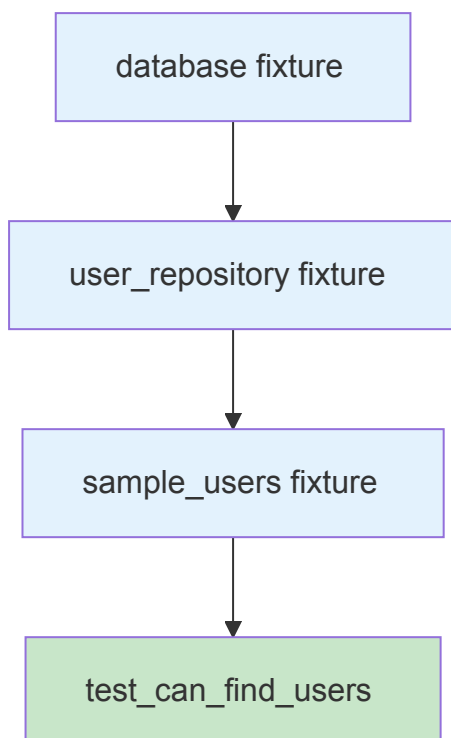 database fixture
user_repository fixture
sample_users fixture
test_can_find_users